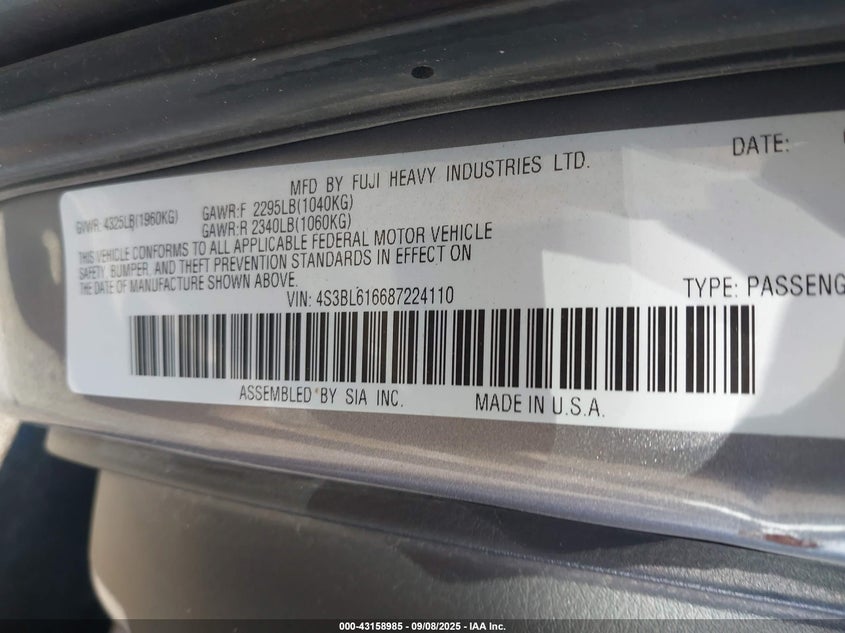 MFD BY FUJI HEAVY INDUSTRIES LTD. DATE:
GVWR: 4325LB(1960KG) GAWR:F 2295LB(1040KG)
GAWR:R 2340LB(1060KG)
THIS VEHICLE CONFORMS TO ALL APPLICABLE FEDERAL MOTOR VEHICLE
SAFETY, BUMPER, AND THEFT PREVENTION STANDARDS IN EFFECT ON
THE DATE OF MANUFACTURE SHOWN ABOVE.
VIN: 4S3BL616687224110 TYPE: PASSENG
ASSEMBLED BY SIA INC. MADE IN U.S.A.
000-43158985 - 09/08/2025 - IAA Inc.